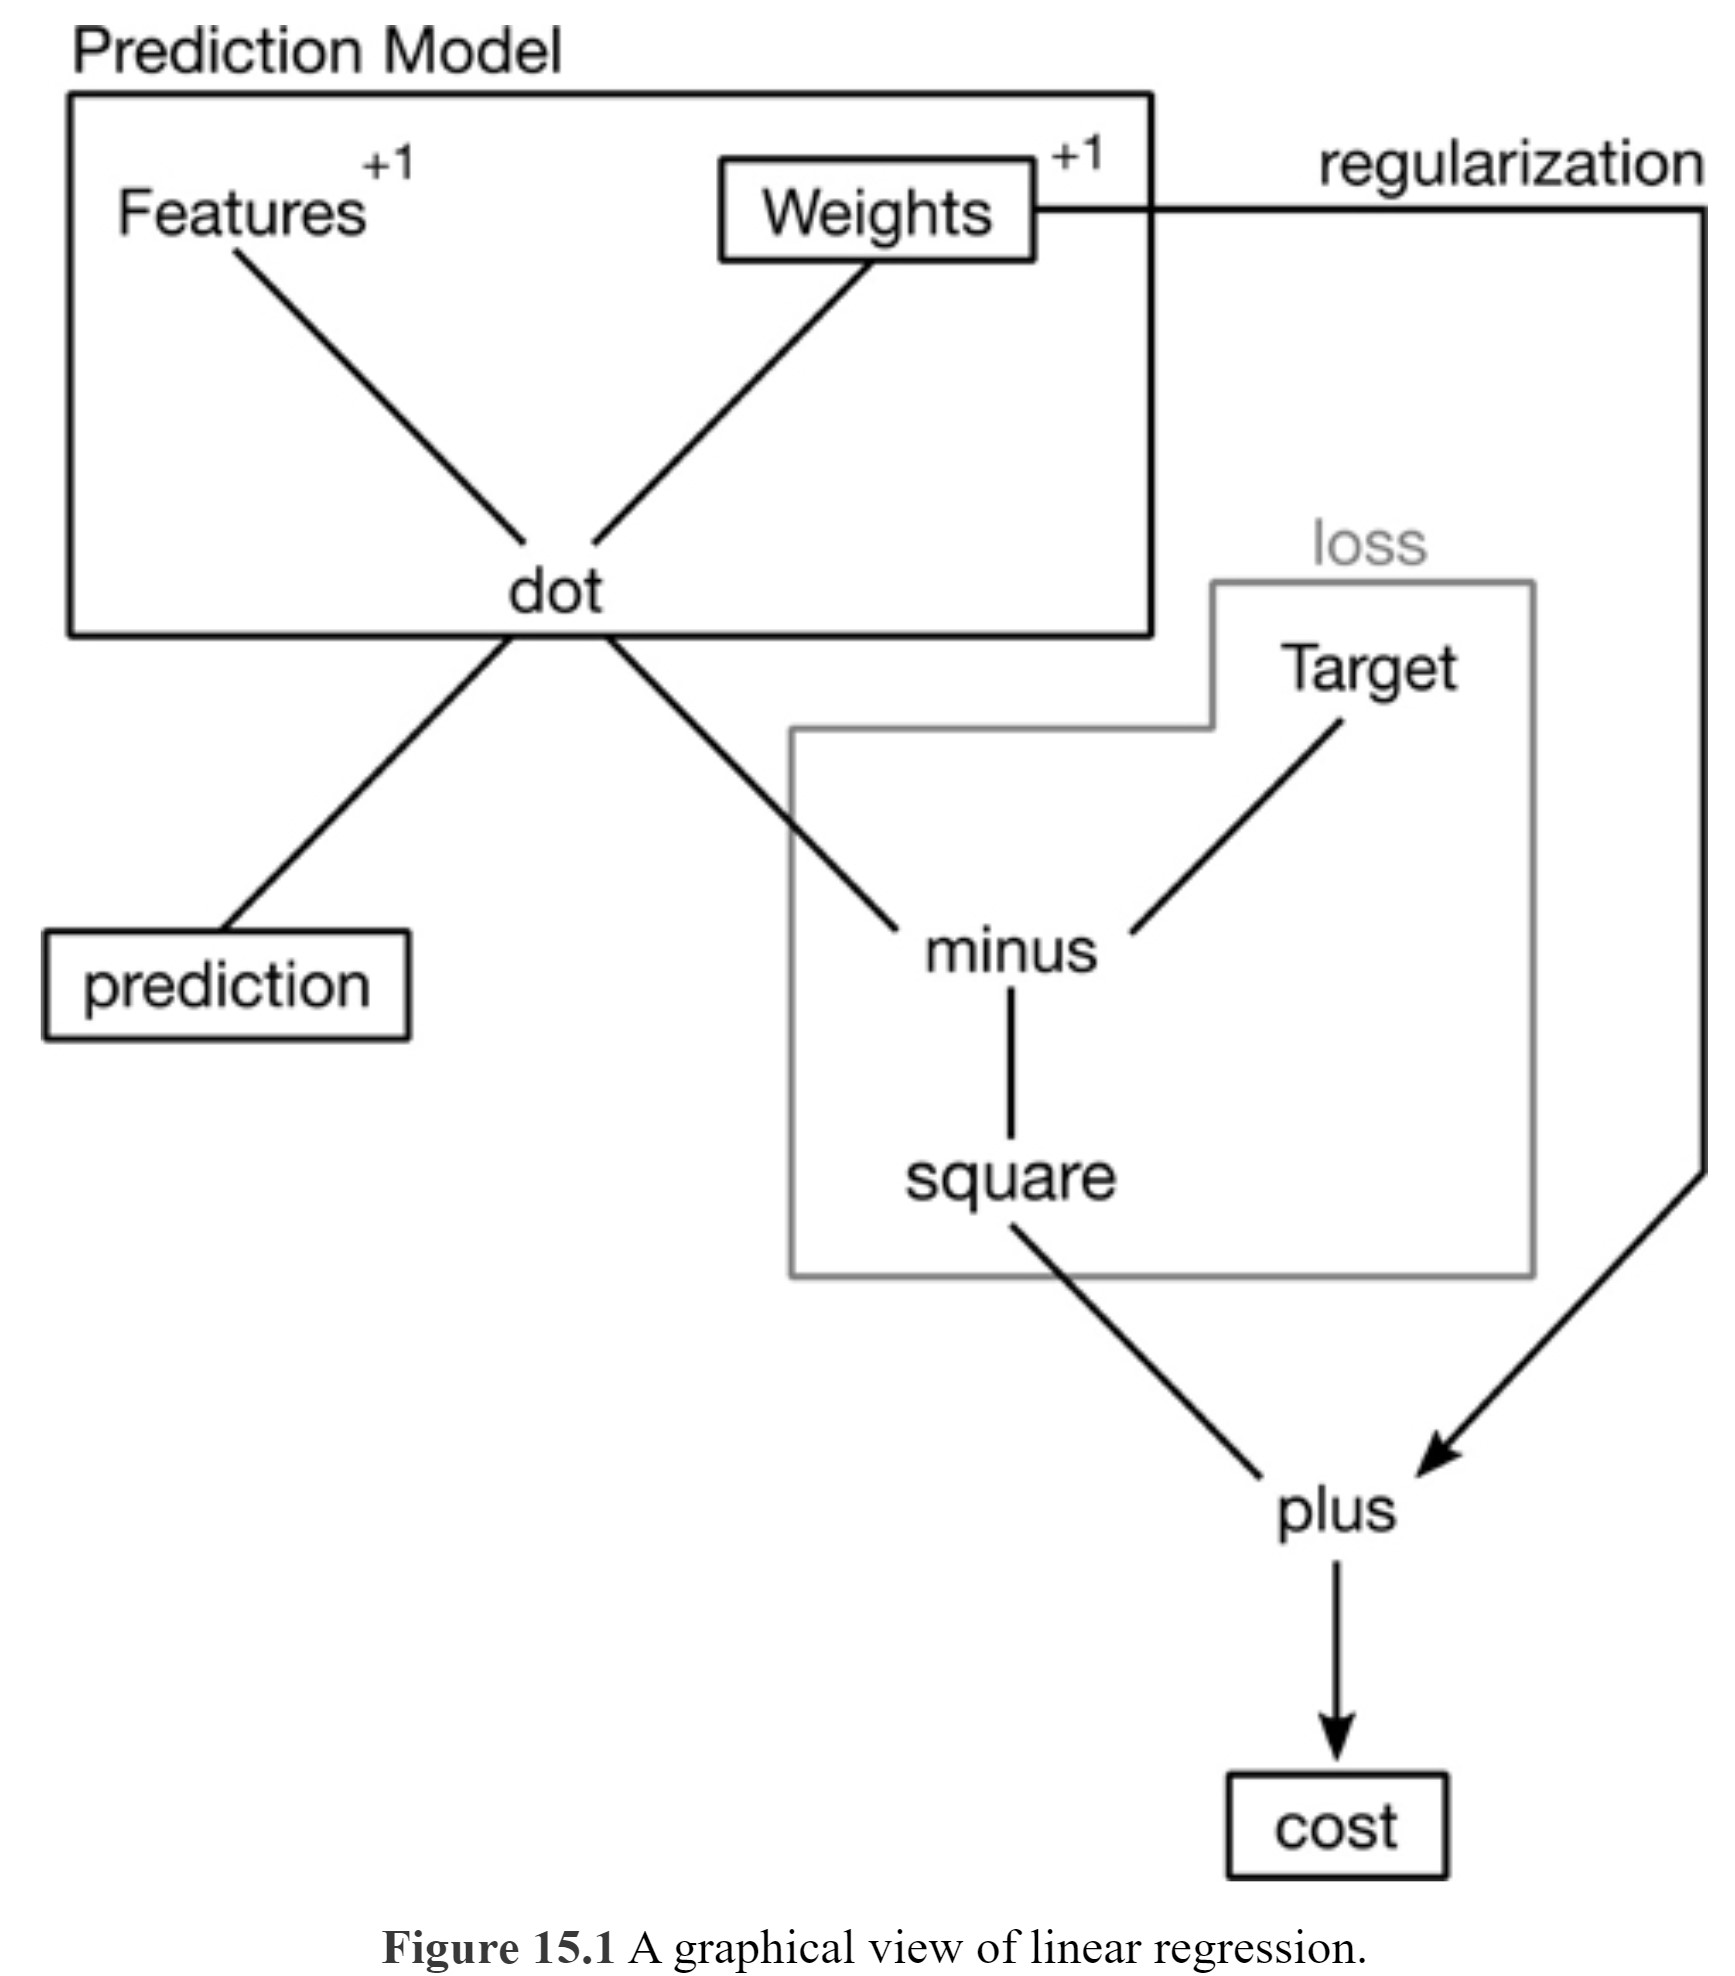 Prediction Model
Features+1
Weights+1
regularization
dot
loss
Target
prediction
minus
square
plus
cost
Figure 15.1 A graphical view of linear regression.